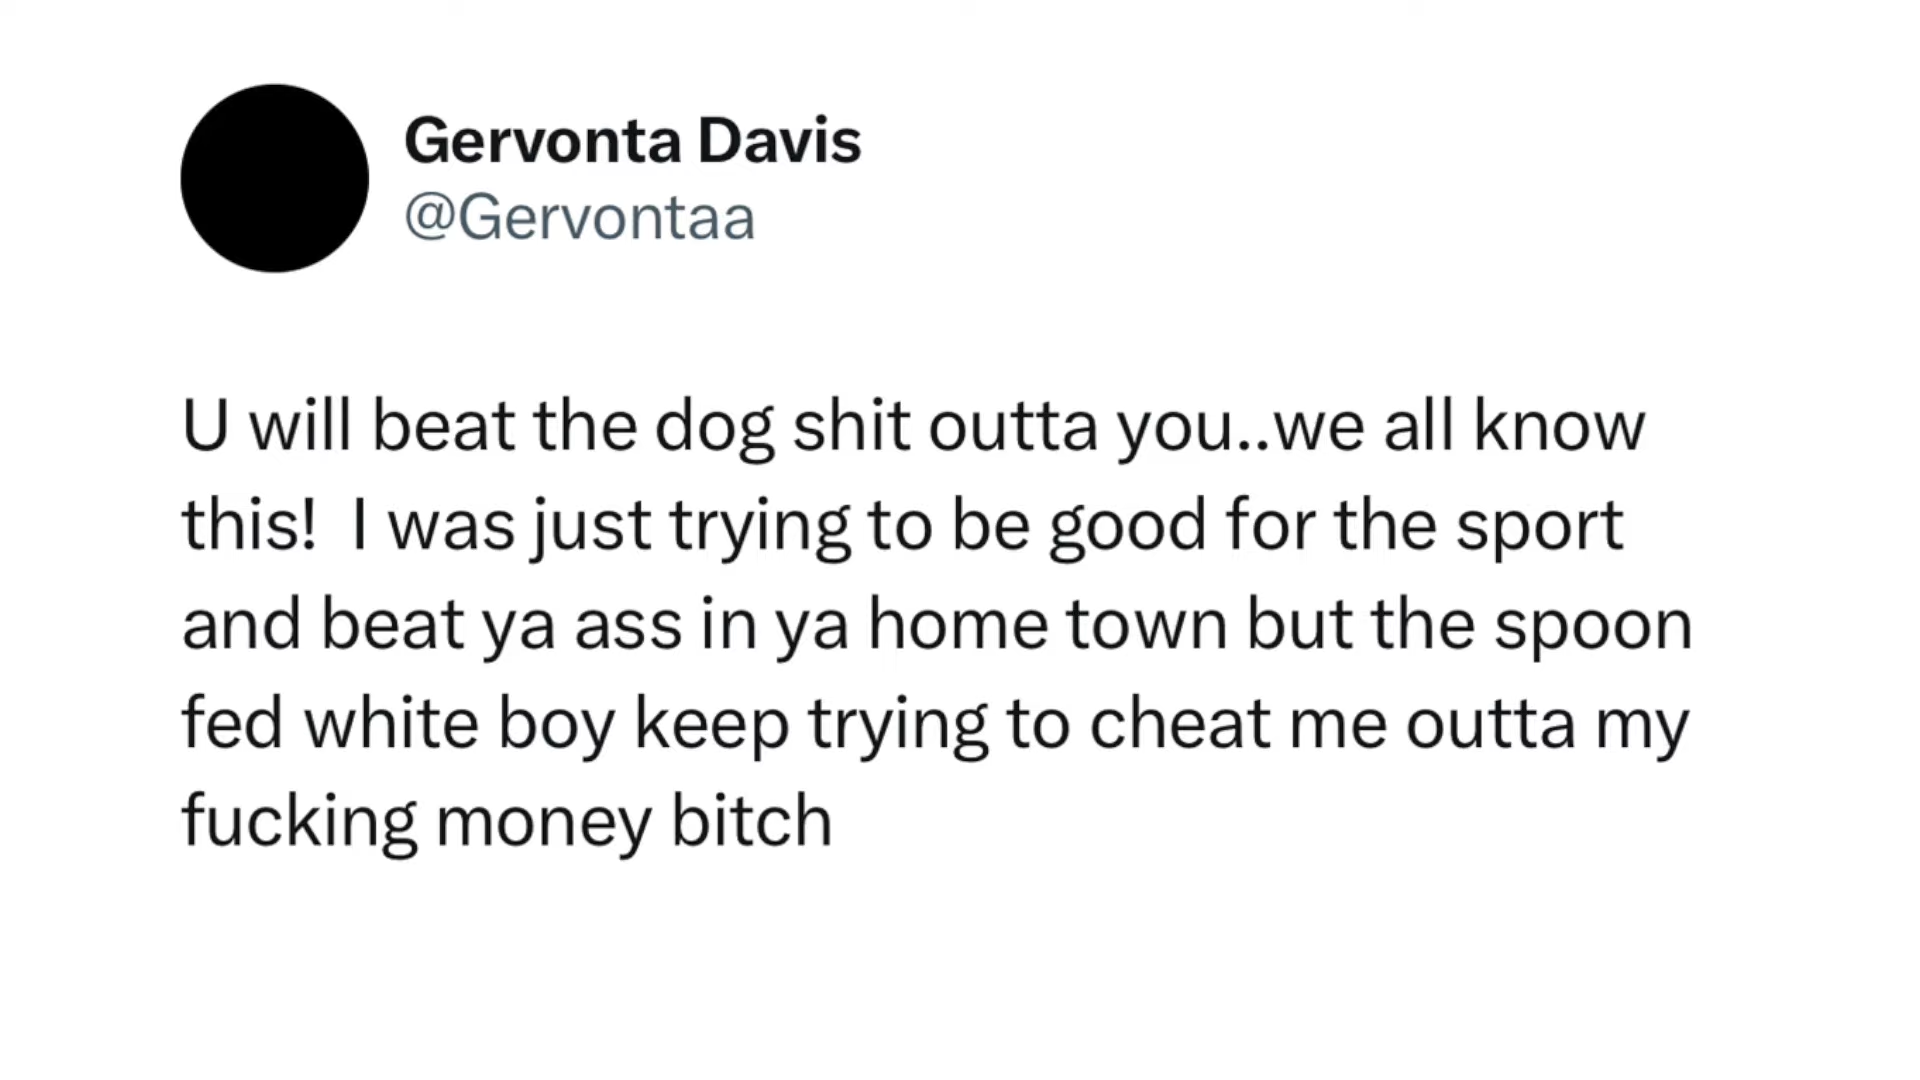 Gervonta Davis
@Gervontaa
U will beat the dog shit outta you..we all know
this!  I was just trying to be good for the sport
and beat ya ass in ya home town but the spoon
fed white boy keep trying to cheat me outta my
fucking money bitch